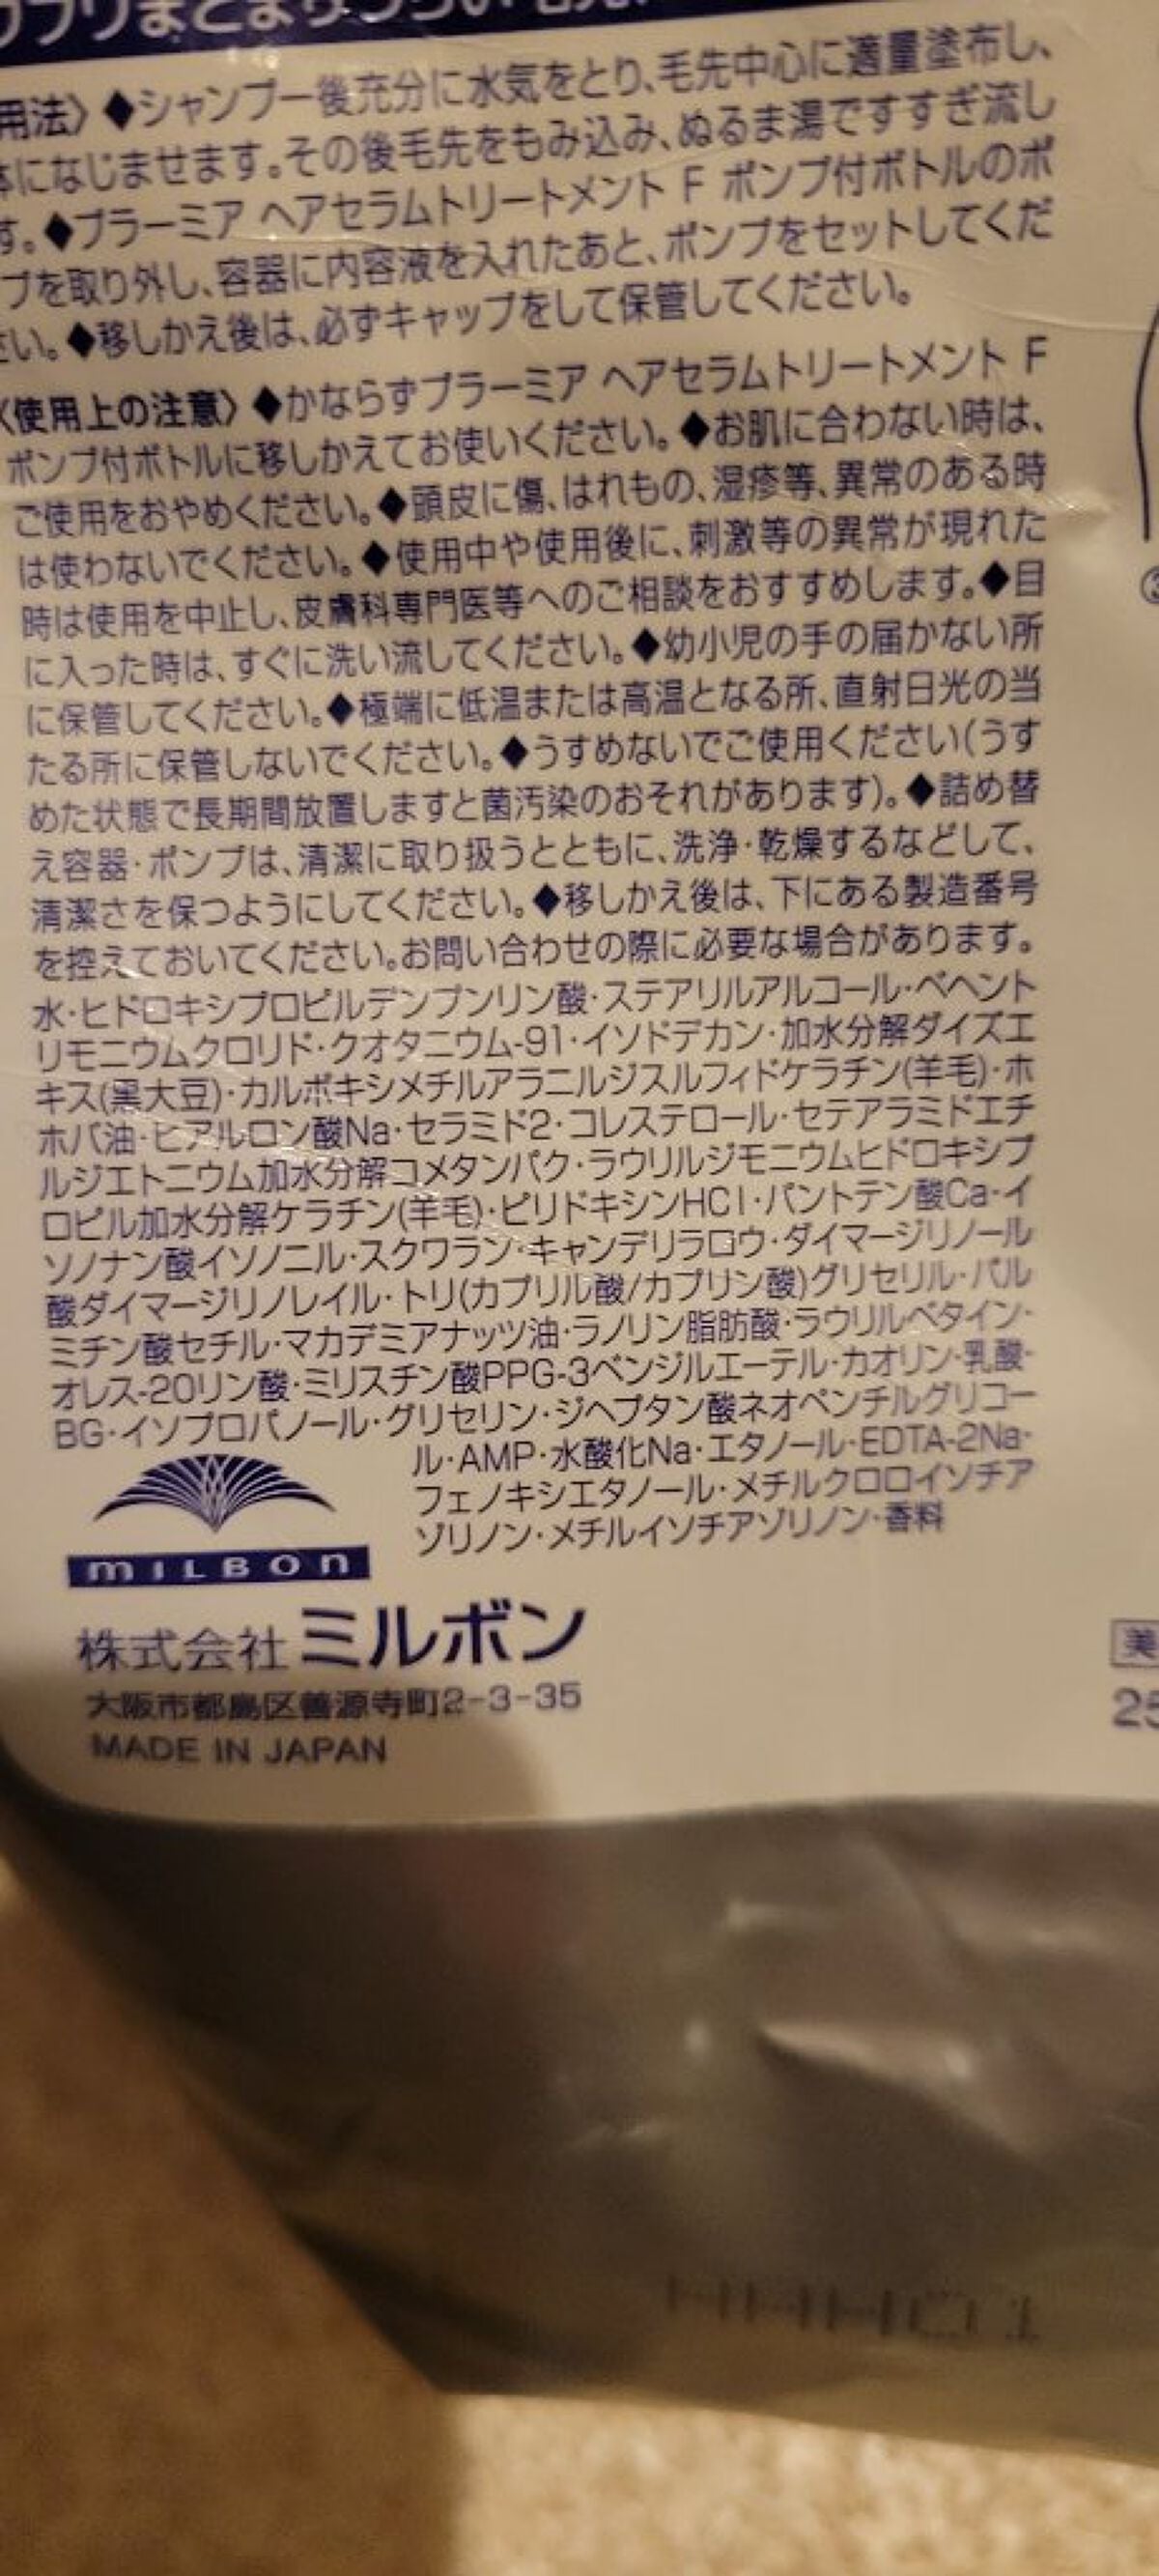 用法〉◆シャンプー後充分に水気をとり、毛先中心に適量塗布し、
になじませます。その後毛先をもみ込み、ぬるま湯ですすぎ流し
す。◆プラーミア ヘアセラムトリートメント F ポンプ付ボトルのポ
プを取り外し、容器に内容液を入れたあと、ポンプをセットしてくだ
さい。◆移しかえ後は、必ずキャップをして保管してください。
〈使用上の注意〉◆かならずプラーミア ヘアセラムトリートメント F
ポンプ付ボトルに移しかえてお使いください。◆お肌に合わない時は、
ご使用をおやめください。◆頭皮に傷、はれもの、湿疹等、異常のある時
は使わないでください。◆使用中や使用後に、刺激等の異常が現れた
時は使用を中止し、皮膚科専門医等へのご相談をおすすめします。◆目
に入った時は、すぐに洗い流してください。◆幼小児の手の届かない所
に保管してください。◆極端に低温または高温となる所、直射日光の当
たる所に保管しないでください。◆うすめないでご使用ください(うす
めた状態で長期間放置しますと菌汚染のおそれがあります)。◆詰め替
え容器・ポンプは、清潔に取り扱うとともに、洗浄・乾燥するなどして、
清潔さを保つようにしてください。◆移しかえ後は、下にある製造番号
を控えておいてください。お問い合わせの際に必要な場合があります。
水・ヒドロキシプロピルデンプンリン酸・ステアリルアルコール・ベヘント
リモニウムクロリド・クオタニウム-91・イソドデカン・加水分解ダイズエ
キス(黒大豆)・カルボキシメチルアラニルジスルフィドケラチン(羊毛)・ホ
ホバ油・ヒアルロン酸Na・セラミド2・コレステロール・セテアラミドエチ
ルジエトニウム加水分解コメタンパク・ラウリルジモニウムヒドロキシプ
ロピル加水分解ケラチン(羊毛)・ピリドキシンHCl・パントテン酸Ca・イ
ソノナン酸イソノニル・スクワラン・キャンデリラロウ・ダイマージリノール
酸ダイマージリノレイル・トリ(カプリル酸/カプリン酸)グリセリル・パル
ミチン酸セチル・マカデミアナッツ油・ラノリン脂肪酸・ラウリルベタイン・
オレス-20リン酸・ミリスチン酸PPG-3ベンジルエーテル・カオリン・乳酸・
BG・イソプロパノール・グリセリン・ジヘプタン酸ネオペンチルグリコー
ル・AMP・水酸化Na・エタノール・EDTA-2Na・
フェノキシエタノール・メチルクロロイソチア
ゾリノン・メチルイソチアゾリノン・香料
MILBON
株式会社ミルボン
大阪市都島区善源寺町2-3-35
MADE IN JAPAN
③
美
25